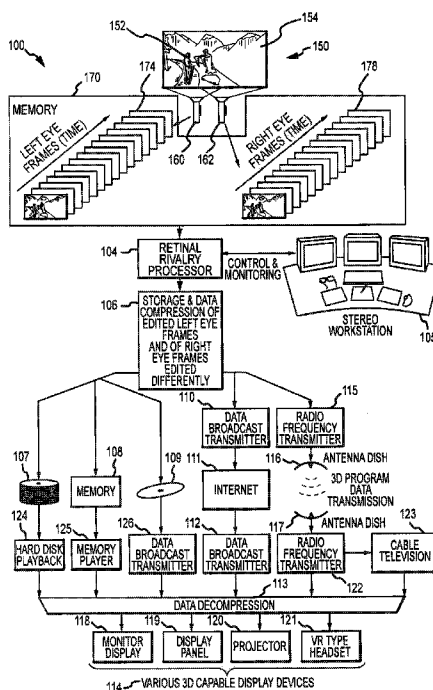 152
154
100
150
170
174
178
MEMORY
LEFT EYE
FRAMES (TIME)
160
162
RIGHT EYE
FRAMES (TIME)
104
RETINAL
RIVALRY
PROCESSOR
CONTROL &
MONITORING
106
STORAGE & DATA
COMPRESSION OF
EDITED LEFT EYE
FRAMES
AND OF RIGHT
EYE FRAMES
EDITED
DIFFERENTLY
STEREO
WORKSTATION
105
110
115
DATA
BROADCAST
TRANSMITTER
RADIO
FREQUENCY
TRANSMITTER
107
108
109
111
116
ANTENNA DISH
MEMORY
INTERNET
3D PROGRAM
DATA
TRANSMISSION
117
ANTENNA DISH
124
125
126
112
123
HARD DISK
PLAYBACK
MEMORY
PLAYER
DATA
BROADCAST
TRANSMITTER
DATA
BROADCAST
TRANSMITTER
RADIO
FREQUENCY
TRANSMITTER
CABLE
TELEVISION
122
113
DATA DECOMPRESSION
118
119
120
121
MONITOR
DISPLAY
DISPLAY
PANEL
PROJECTOR
VR TYPE
HEADSET
114
VARIOUS 3D CAPABLE DISPLAY DEVICES